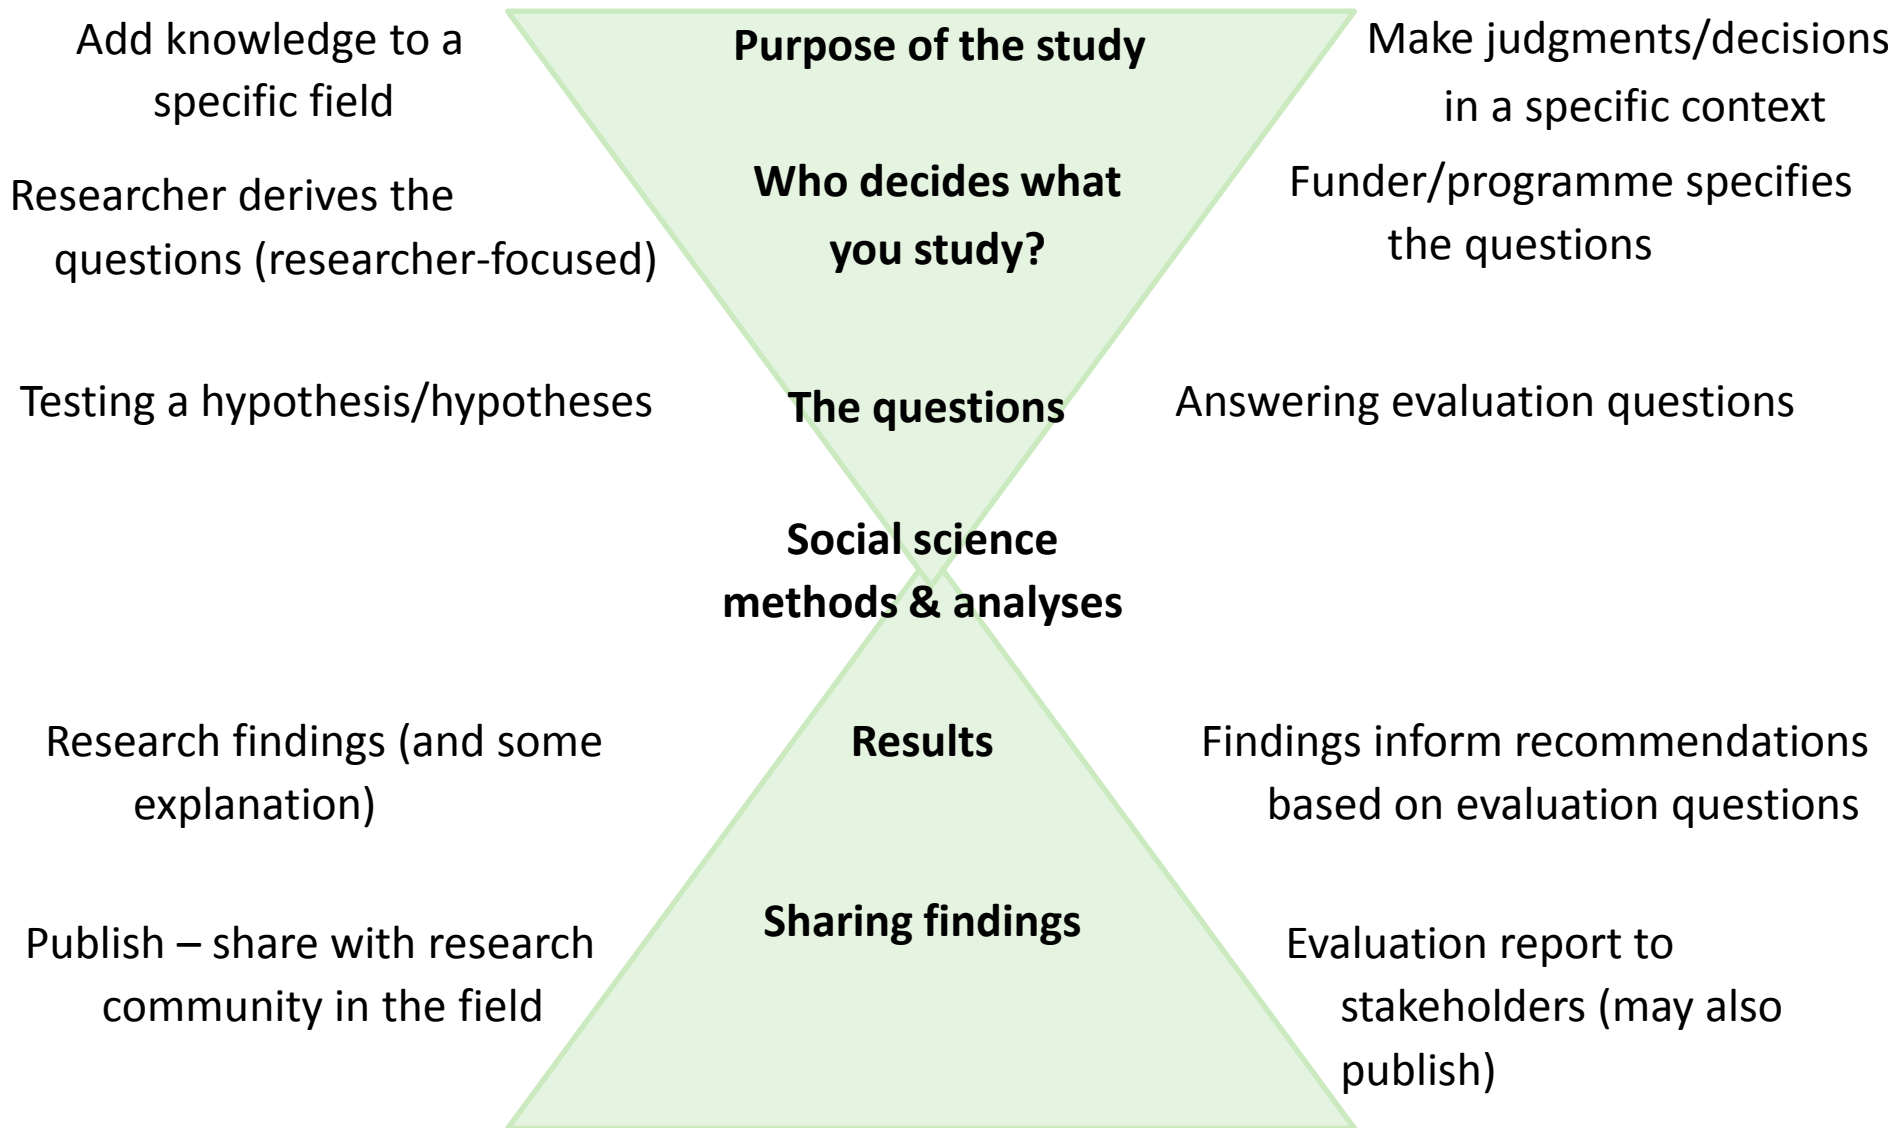 Add knowledge to a
specific field
Purpose of the study
Make judgments/decisions
in a specific context
Researcher derives the
questions (researcher-focused)
Who decides what
you study?
Funder/programme specifies
the questions
Testing a hypothesis/hypotheses
The questions
Answering evaluation questions
Social science
methods & analyses
Research findings (and some
explanation)
Results
Findings inform recommendations
based on evaluation questions
Publish – share with research
community in the field
Sharing findings
Evaluation report to
stakeholders (may also
publish)